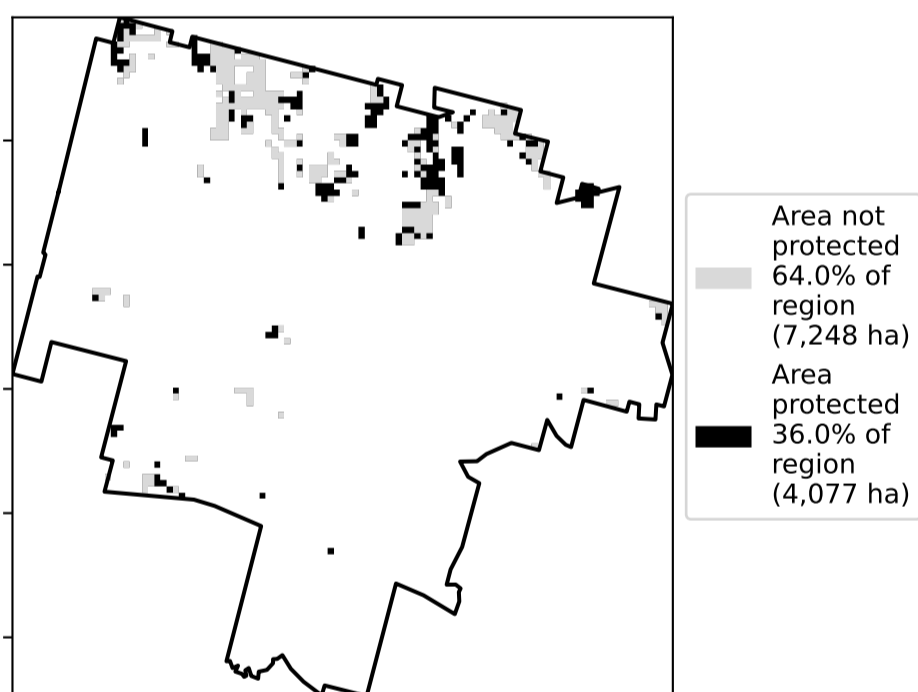 Area not
protected
64.0% of
region
(7,248 ha)
Area
protected
36.0% of
region
(4,077 ha)